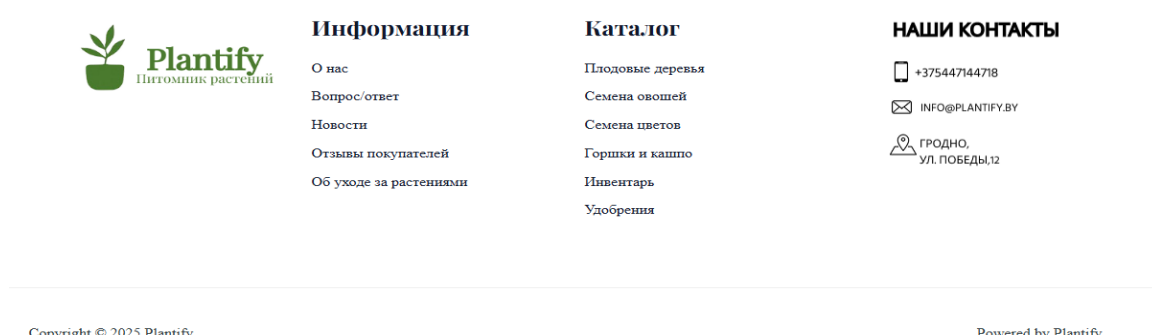 Plantify
Питомник растений
Информация
О нас
Вопрос/ответ
Новости
Отзывы покупателей
Об уходе за растениями
Каталог
Плодовые деревья
Семена овошей
Семена цветов
Горшки и кашпо
Инвентарь
Удобрения
НАШИ КОНТАКТЫ
+375447144718
INFO@PLANTIFY.BY
ГРОДНО,
УЛ. ПОБЕДЫ,12
Copyright © 2025 Plantify
Powered by Plantify